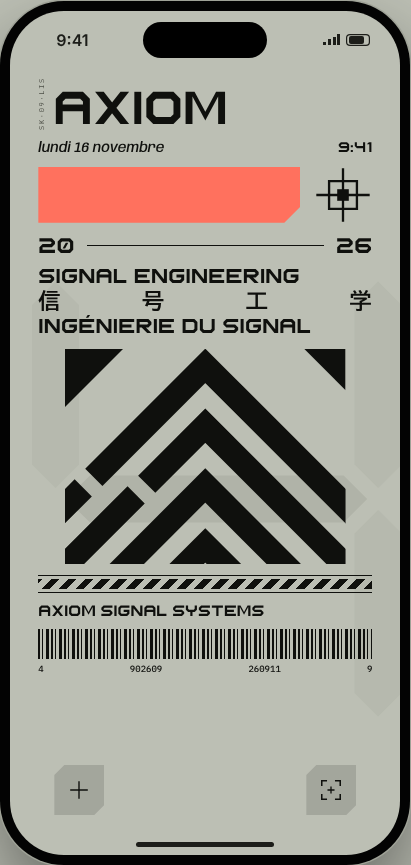 9:41
SK-09-LIS
AXIOM
lundi 16 novembre 9:41
20 26
SIGNAL ENGINEERING
信 号 工 学
INGÉNIERIE DU SIGNAL
AXIOM SIGNAL SYSTEMS
4 902609 260911 9